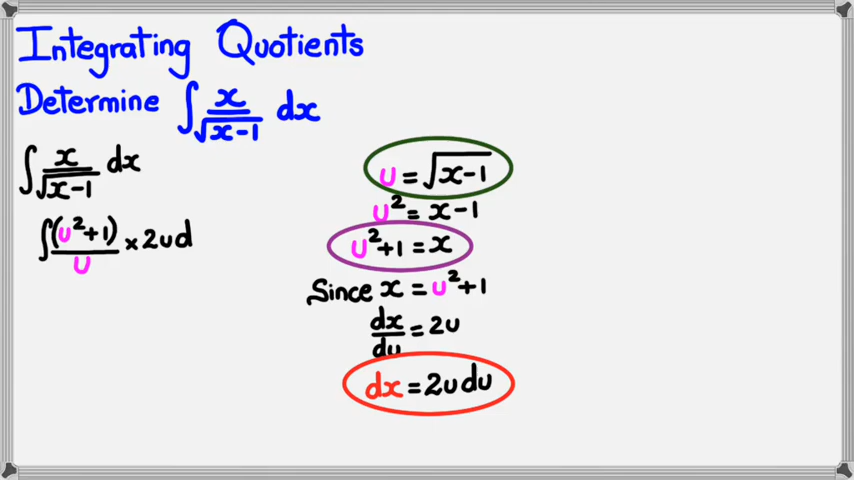 Integrating Quotients
Determine ∫ x/√(x-1) dx
∫ x/√(x-1) dx
∫ (u²+1)/u × 2ud
u = √(x-1)
u² = x-1
u²+1 = x
Since x = u²+1
dx/du = 2u
dx = 2u du